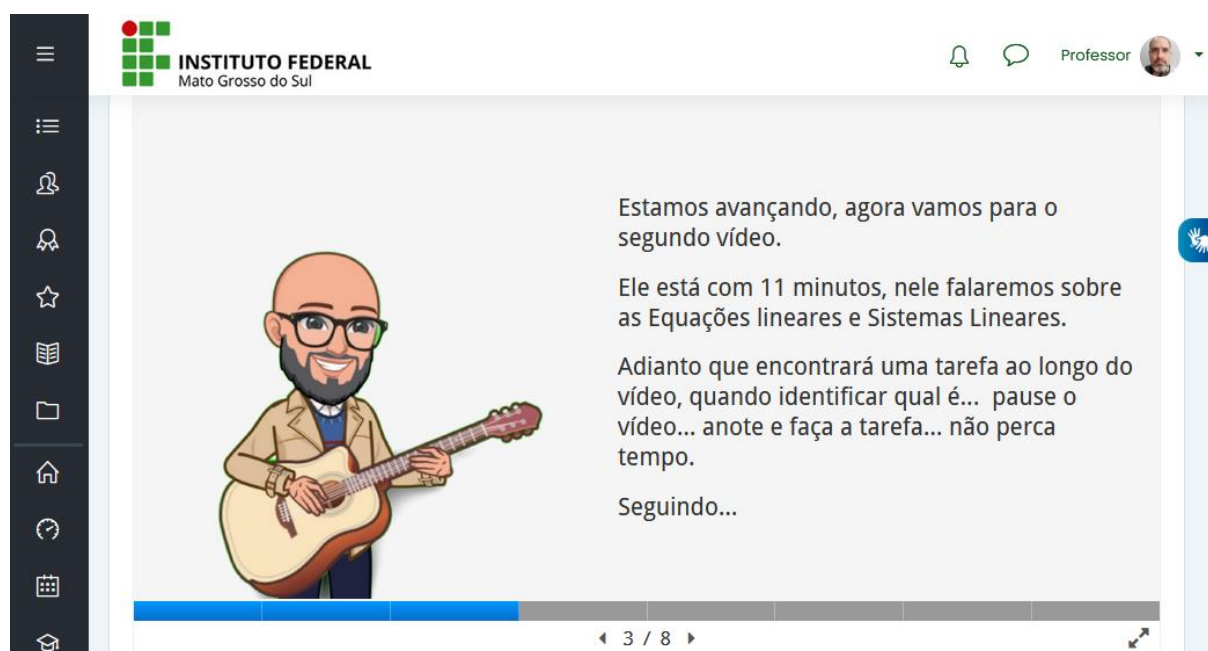 INSTITUTO FEDERAL
Mato Grosso do Sul
Professor
Estamos avançando, agora vamos para o
segundo vídeo.
Ele está com 11 minutos, nele falaremos sobre
as Equações lineares e Sistemas Lineares.
Adianto que encontrará uma tarefa ao longo do
vídeo, quando identificar qual é... pause o
vídeo... anote e faça a tarefa... não perca
tempo.
Seguindo...
3 / 8